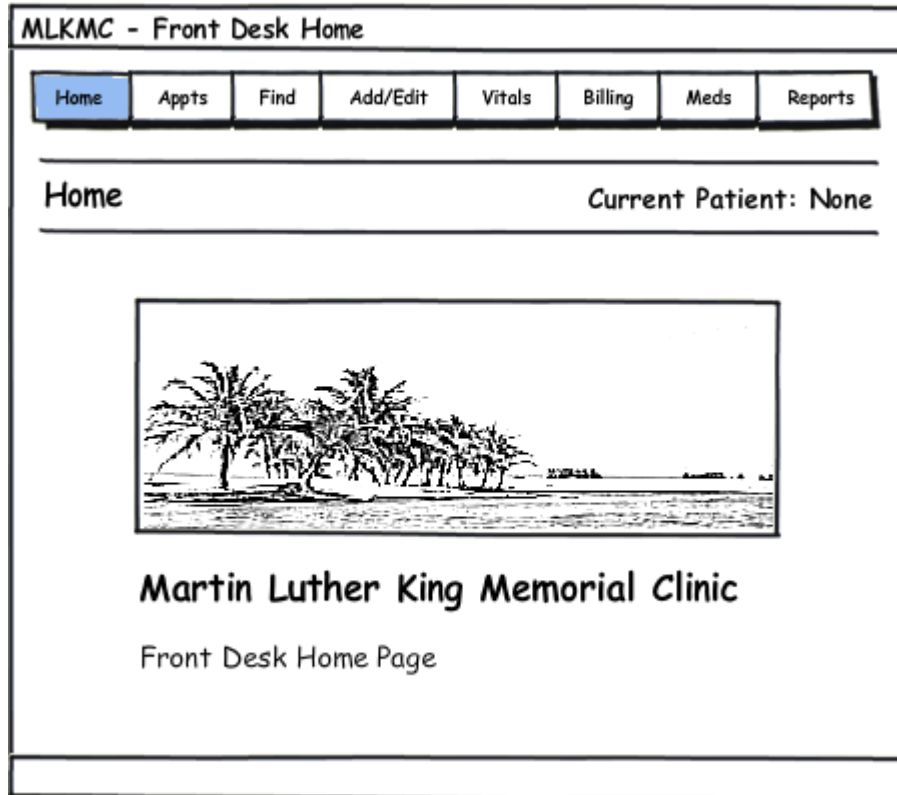 MLKMC - Front Desk Home
Home Appts Find Add/Edit Vitals Billing Meds Reports
Home Current Patient: None
Martin Luther King Memorial Clinic
Front Desk Home Page